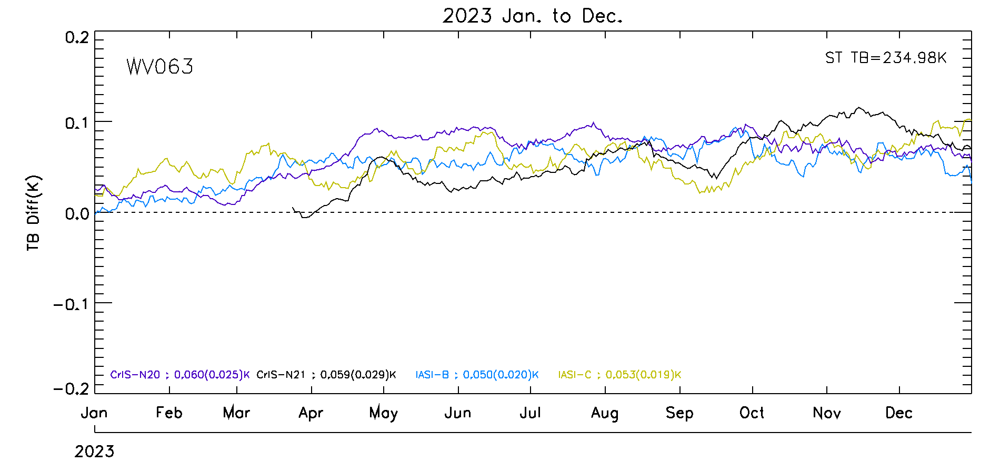 2023 Jan. to Dec.
WV063
ST TB=234.98K
0.2
0.1
0.0
-0.1
-0.2
TB Diff(K)
CrIS-N20 ; 0.060(0.025)K CrIS-N21 ; 0.059(0.029)K IASI-B ; 0.050(0.020)K IASI-C ; 0.053(0.019)K
Jan Feb Mar Apr May Jun Jul Aug Sep Oct Nov Dec
2023